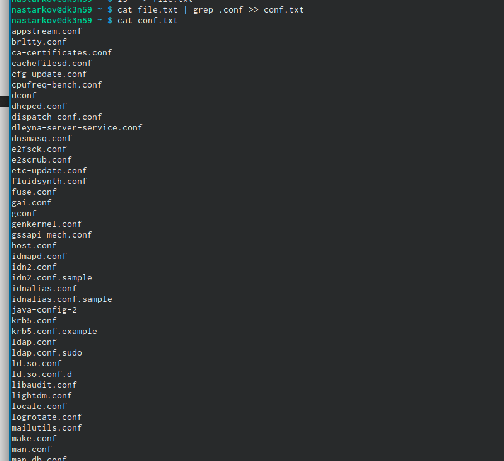 nastarkov@dk3n59 ~ $ cat file.txt | grep .conf >> conf.txt
nastarkov@dk3n59 ~ $ cat conf.txt
appstream.conf
brltty.conf
ca-certificates.conf
cachefilesd.conf
cfg-update.conf
cpufreq-bench.conf
dconf
dhcpcd.conf
dispatch-conf.conf
dleyna-server-service.conf
dnsmasq.conf
e2fsck.conf
e2scrub.conf
etc-update.conf
fluidsynth.conf
fuse.conf
gai.conf
gconf
genkernel.conf
gssapi_mech.conf
host.conf
idmapd.conf
idn2.conf
idn2.conf.sample
idnalias.conf
idnalias.conf.sample
java-config-2
krb5.conf
krb5.conf.example
ldap.conf
ldap.conf.sudo
ld.so.conf
ld.so.conf.d
libaudit.conf
lightdm.conf
locale.conf
logrotate.conf
mailutils.conf
make.conf
man.conf
man_db.conf